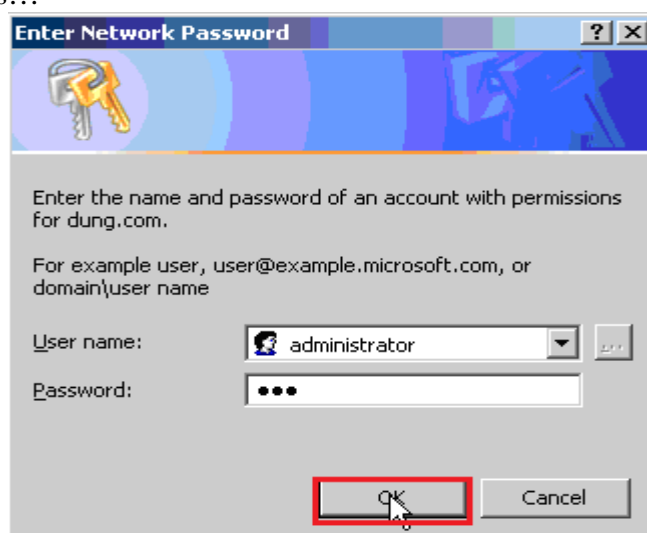 s...
Enter Network Password
Enter the name and password of an account with permissions
for dung.com.
For example user, user@example.microsoft.com, or
domain\user name
User name:
administrator
...
Password:
•••
OK
Cancel